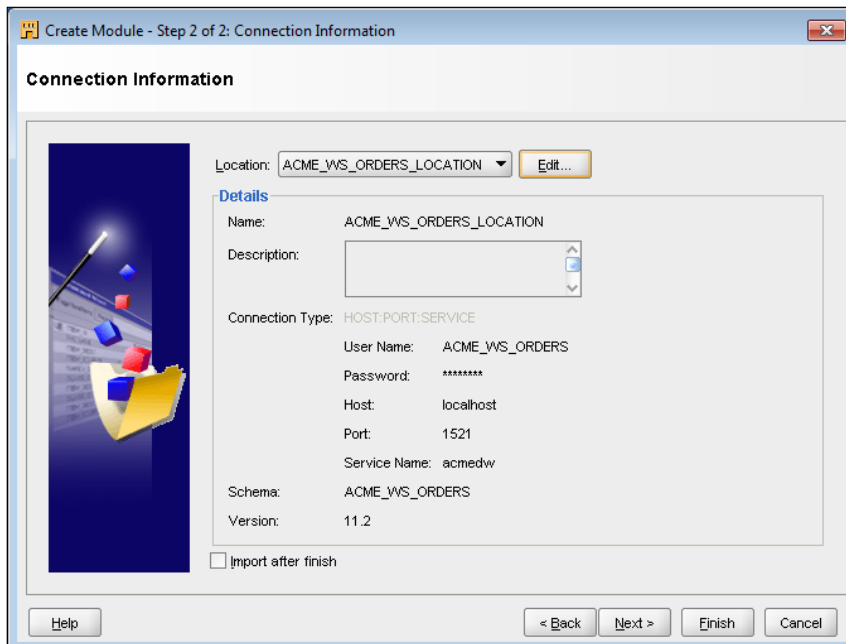 Create Module - Step 2 of 2: Connection Information
Connection Information
Location: ACME_WS_ORDERS_LOCATION Edit...
Details
Name: ACME_WS_ORDERS_LOCATION
Description:
Connection Type: HOST:PORT:SERVICE
User Name: ACME_WS_ORDERS
Password: ********
Host: localhost
Port: 1521
Service Name: acmedw
Schema: ACME_WS_ORDERS
Version: 11.2
Import after finish
Help < Back Next > Finish Cancel